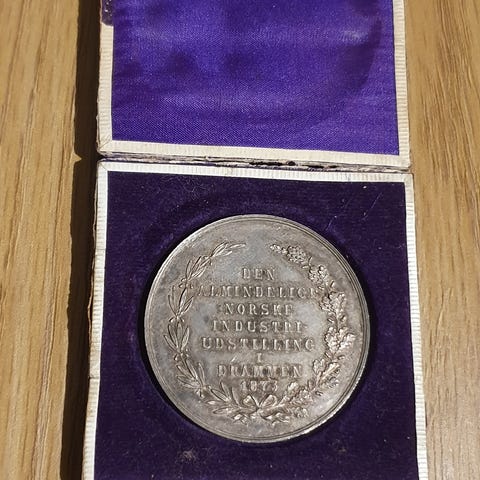 DEN
ALMINDELIGE
NORSKE
INDUSTRI
UDSTILLING
I
DRAMMEN
1873